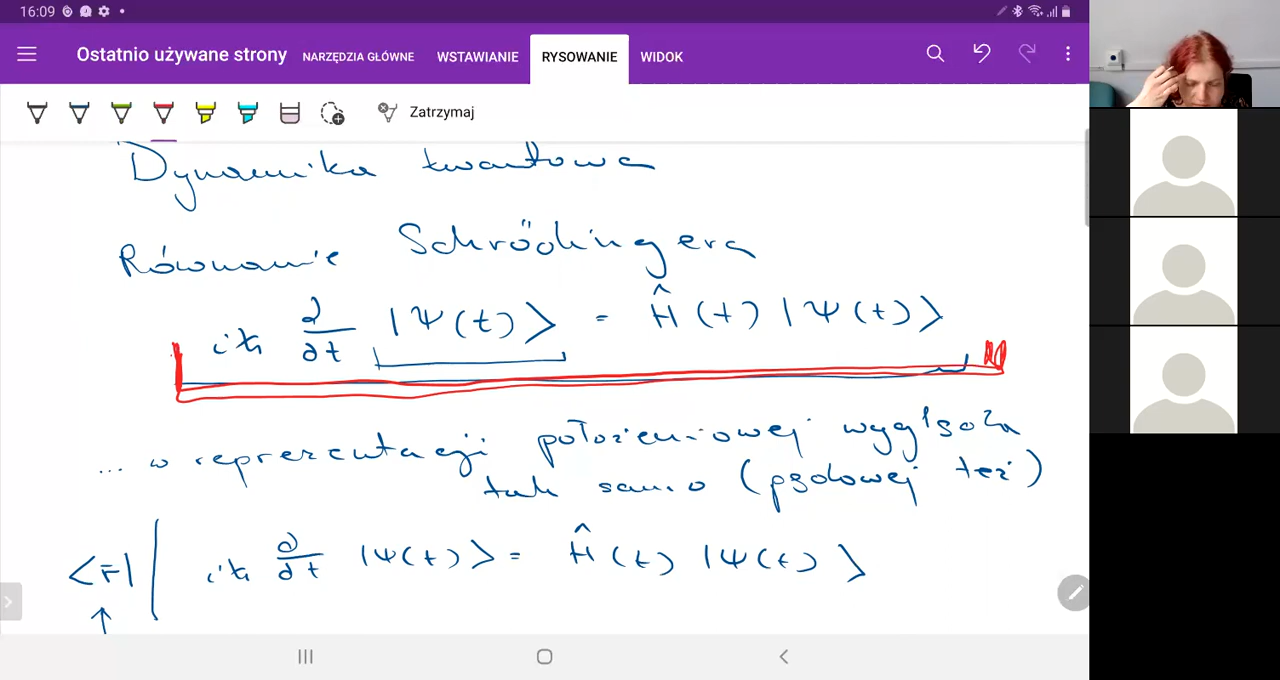 16:09
Ostatnio używane strony NARZĘDZIA GŁÓWNE WSTAWIANIE RYSOWANIE WIDOK
Zatrzymaj
Dynamika kwantowa
Równanie Schrödingera
iħ ∂/∂t |Ψ(t)⟩ = Ĥ(t) |Ψ(t)⟩
... w reprezentacji położeniowej wygląda
tak samo (pędowej też)
⟨r̄| | iħ ∂/∂t |Ψ(t)⟩ = Ĥ(t) |Ψ(t)⟩
↑